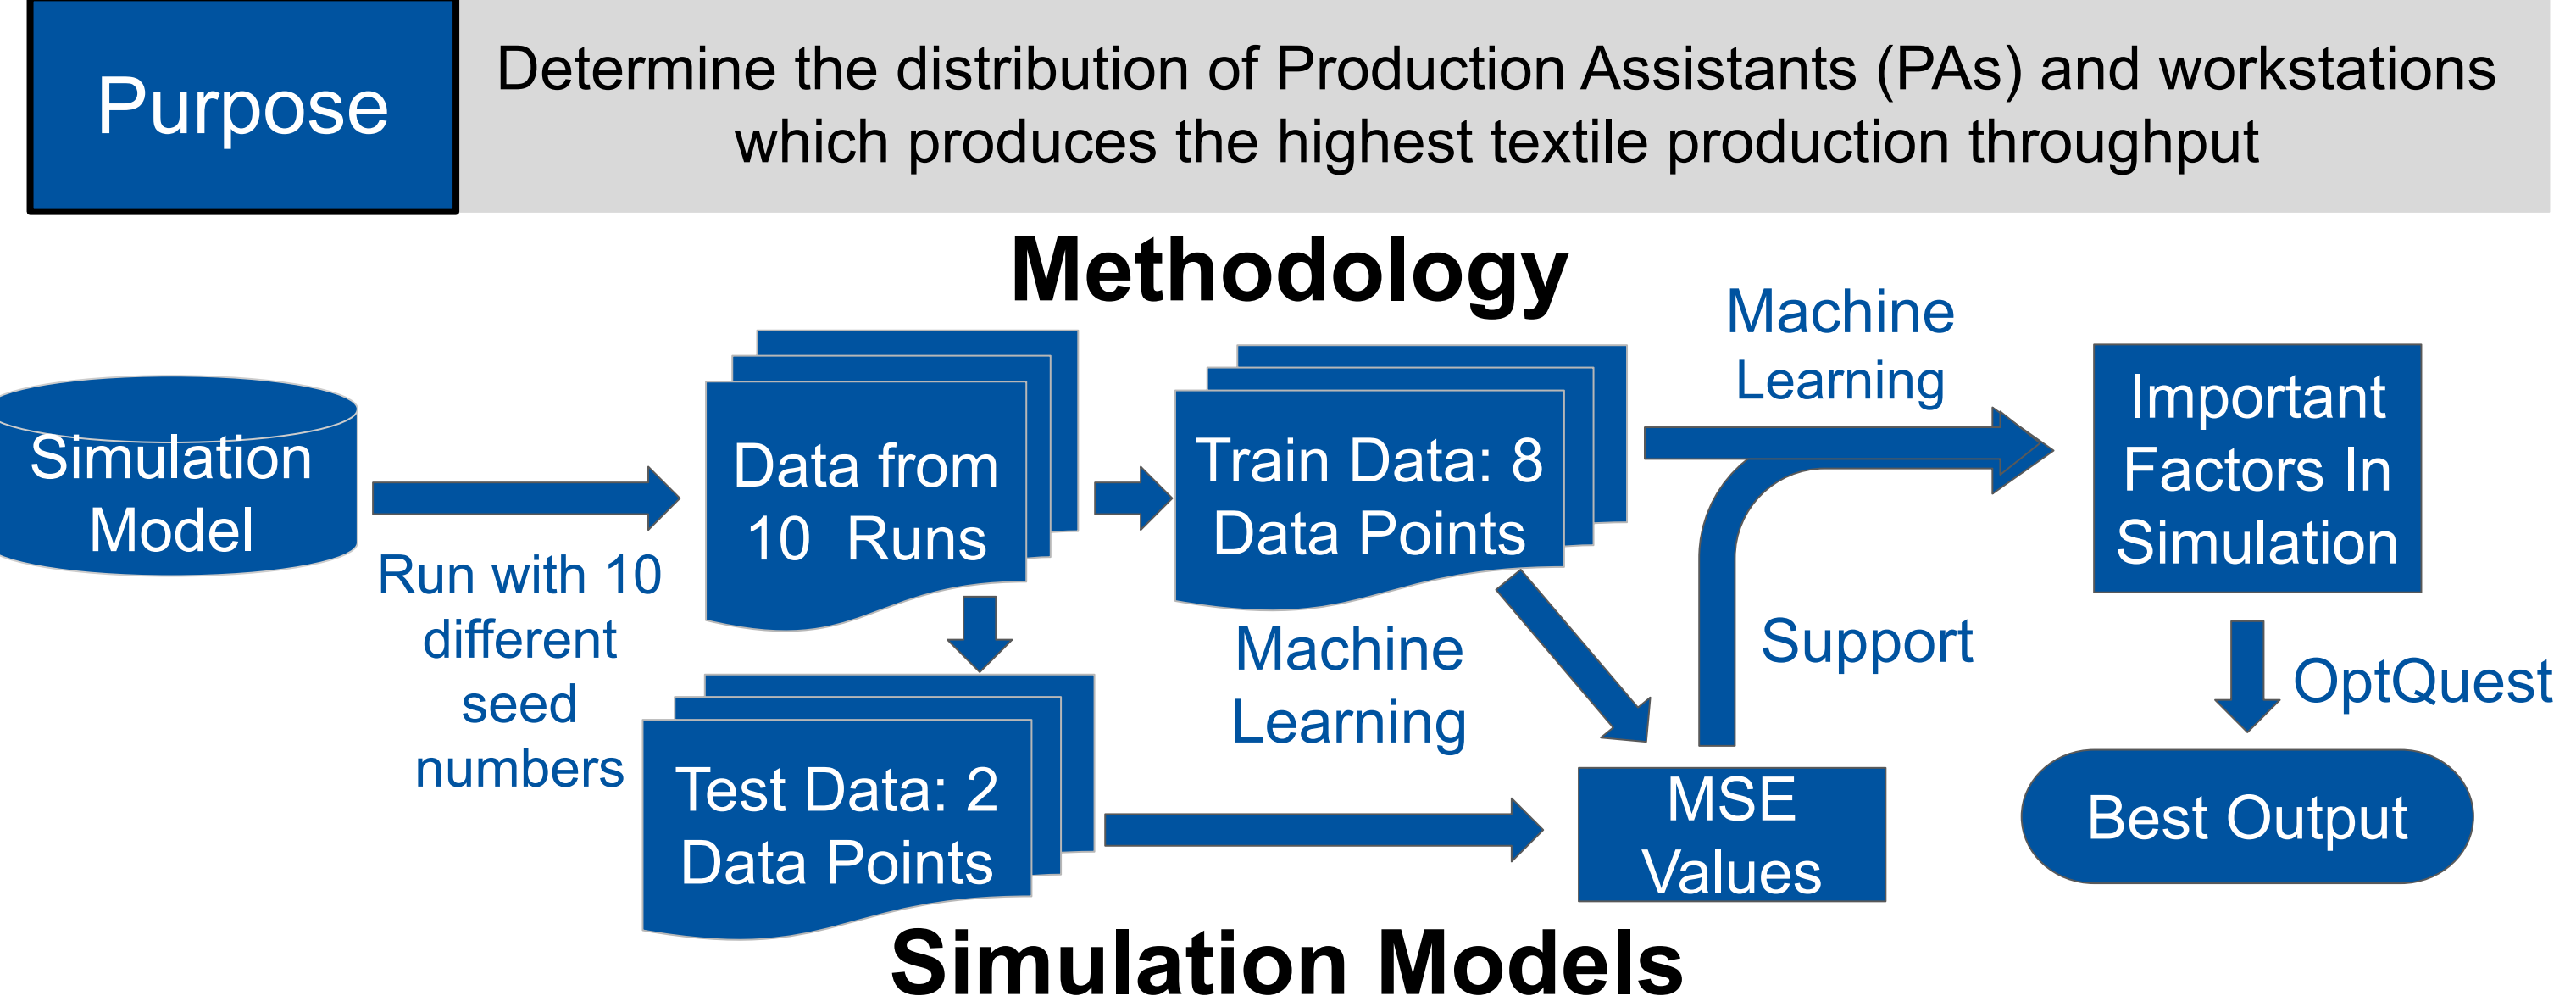 Purpose
Determine the distribution of Production Assistants (PAs) and workstations
which produces the highest textile production throughput
Methodology
Simulation
Model
Run with 10
different
seed
numbers
Data from
10 Runs
Train Data: 8
Data Points
Machine
Learning
Important
Factors In
Simulation
Test Data: 2
Data Points
Machine
Learning
MSE
Values
Support
OptQuest
Best Output
Simulation Models